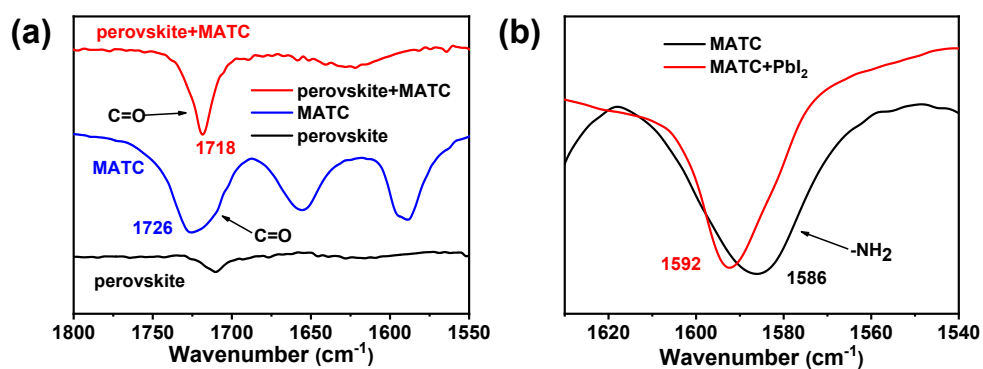 (a)
perovskite+MATC
C=O
1718
perovskite+MATC
MATC
perovskite
MATC
1726
C=O
perovskite
1800 1750 1700 1650 1600 1550
Wavenumber (cm⁻¹)
(b)
MATC
MATC+PbI₂
1592
-NH₂
1586
1620 1600 1580 1560 1540
Wavenumber (cm⁻¹)